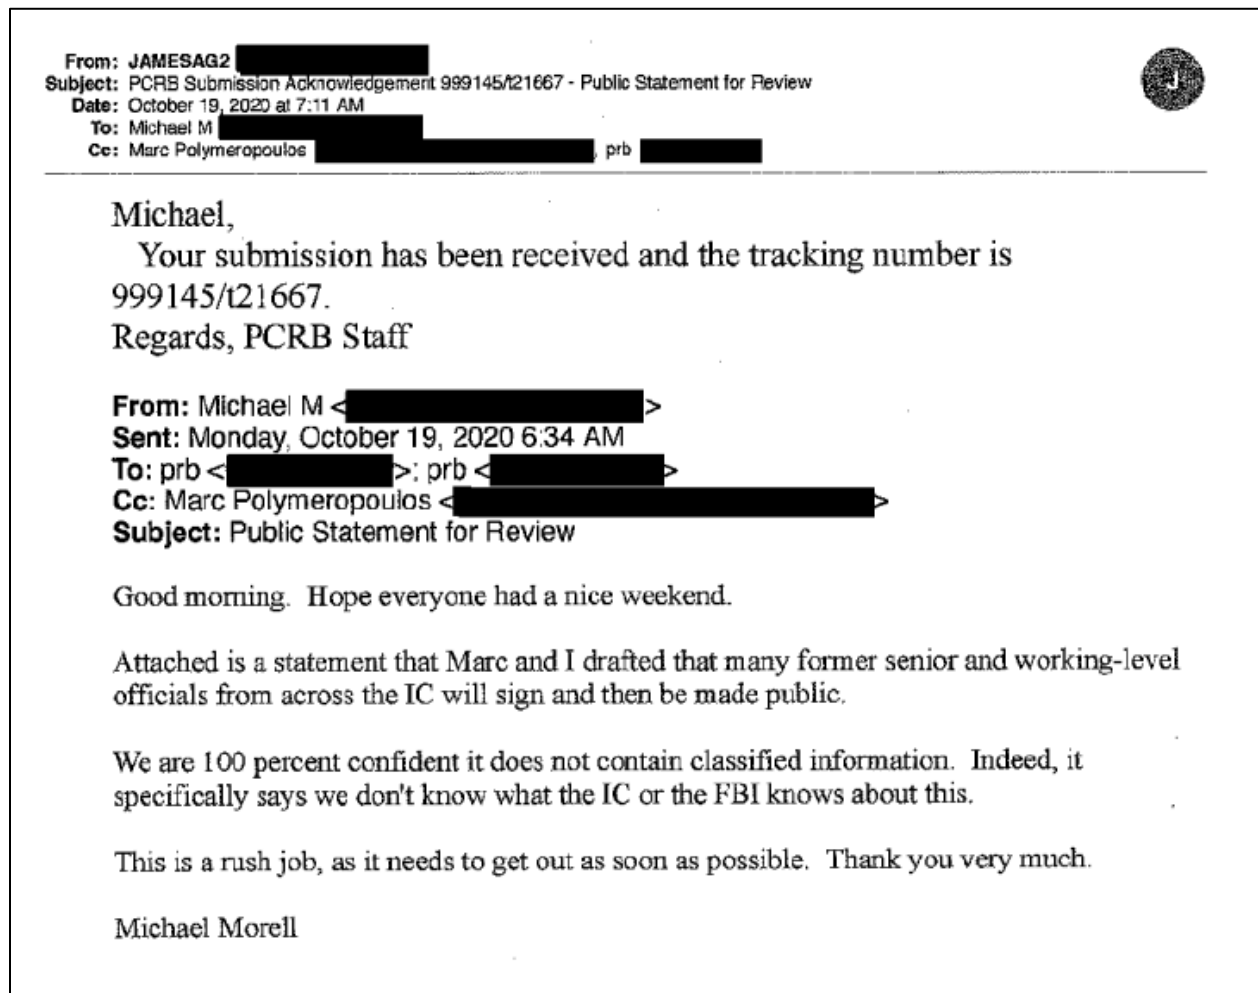 From: JAMESAG2
Subject: PCRB Submission Acknowledgement 999145/t21667 - Public Statement for Review
Date: October 19, 2020 at 7:11 AM
To: Michael M
Cc: Marc Polymeropoulos , prb
J
Michael,
Your submission has been received and the tracking number is
999145/t21667.
Regards, PCRB Staff
From: Michael M < >
Sent: Monday, October 19, 2020 6:34 AM
To: prb < >; prb < >
Cc: Marc Polymeropoulos < >
Subject: Public Statement for Review
Good morning. Hope everyone had a nice weekend.
Attached is a statement that Marc and I drafted that many former senior and working-level
officials from across the IC will sign and then be made public.
We are 100 percent confident it does not contain classified information. Indeed, it
specifically says we don't know what the IC or the FBI knows about this.
This is a rush job, as it needs to get out as soon as possible. Thank you very much.
Michael Morell